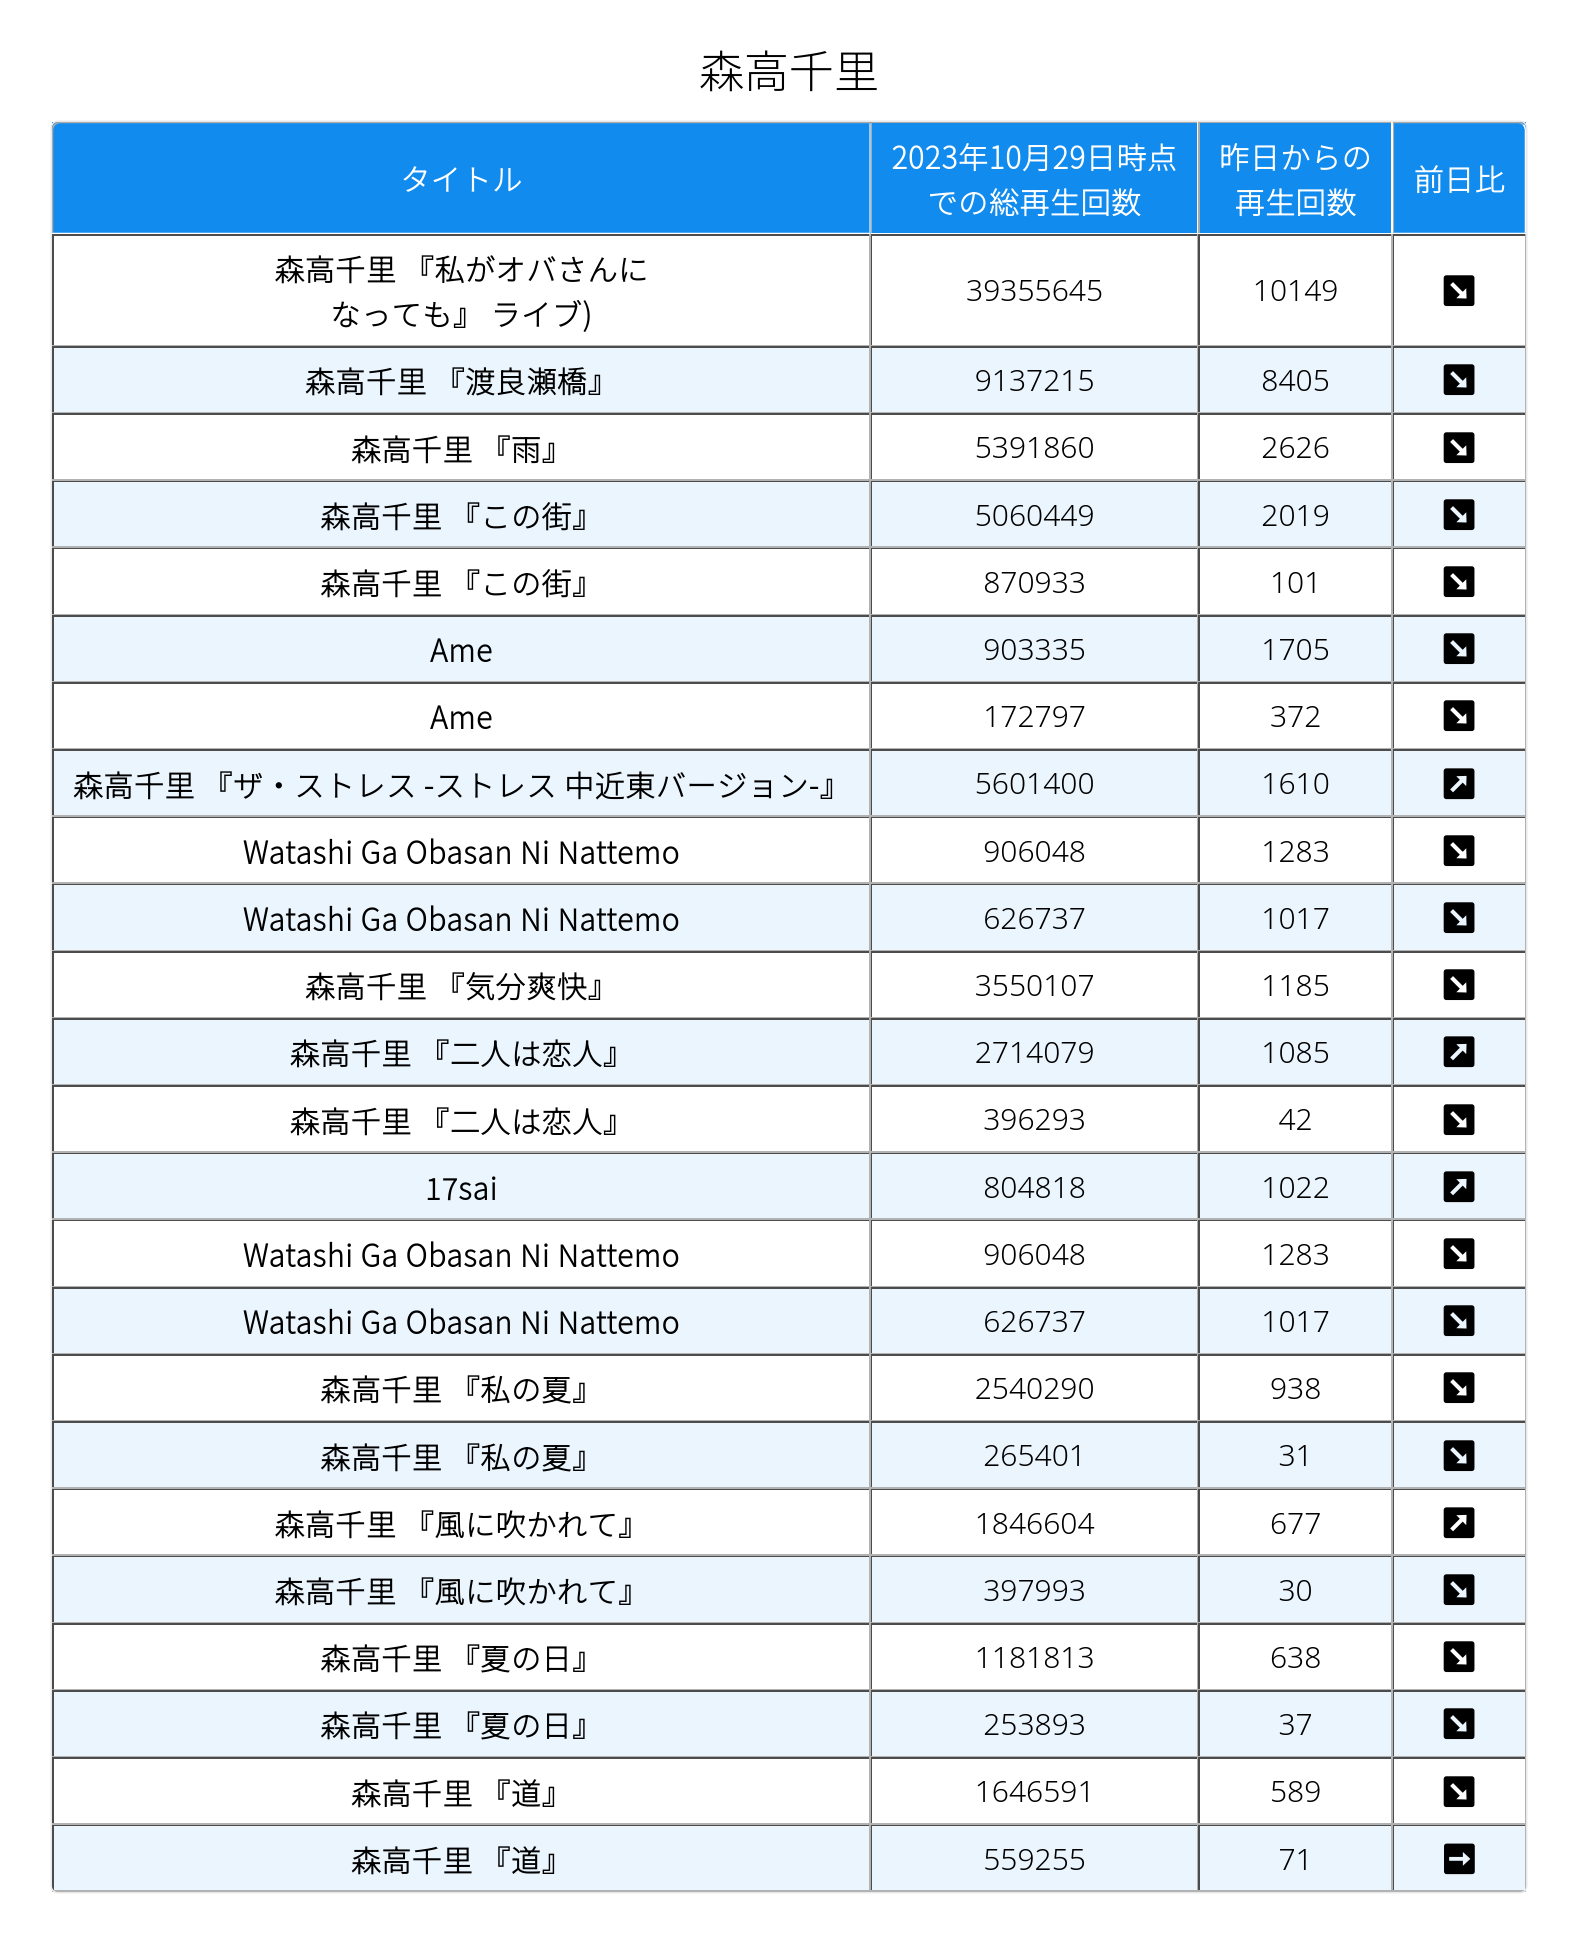 森高千里
タイトル
2023年10月29日時点
での総再生回数
昨日からの
再生回数
前日比
森高千里 『私がオバさんに
なっても』 ライブ)
39355645 10149
森高千里 『渡良瀬橋』 9137215 8405
森高千里 『雨』 5391860 2626
森高千里 『この街』 5060449 2019
森高千里 『この街』 870933 101
Ame 903335 1705
Ame 172797 372
森高千里 『ザ・ストレス -ストレス 中近東バージョン-』 5601400 1610
Watashi Ga Obasan Ni Nattemo 906048 1283
Watashi Ga Obasan Ni Nattemo 626737 1017
森高千里 『気分爽快』 3550107 1185
森高千里 『二人は恋人』 2714079 1085
森高千里 『二人は恋人』 396293 42
17sai 804818 1022
Watashi Ga Obasan Ni Nattemo 906048 1283
Watashi Ga Obasan Ni Nattemo 626737 1017
森高千里 『私の夏』 2540290 938
森高千里 『私の夏』 265401 31
森高千里 『風に吹かれて』 1846604 677
森高千里 『風に吹かれて』 397993 30
森高千里 『夏の日』 1181813 638
森高千里 『夏の日』 253893 37
森高千里 『道』 1646591 589
森高千里 『道』 559255 71